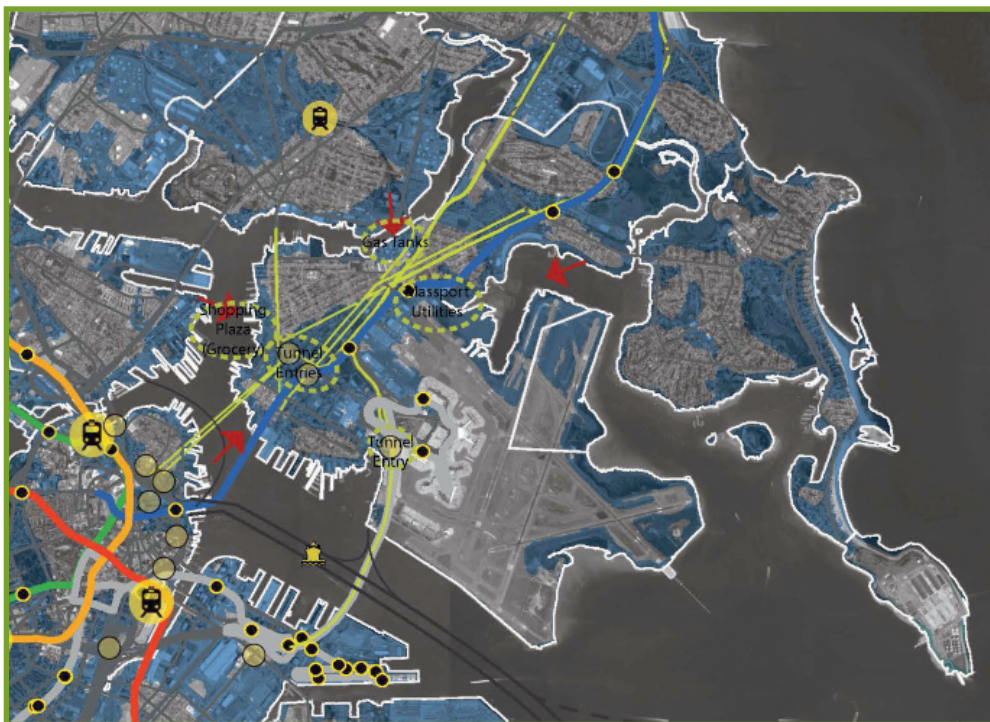 Gas Tanks
Massport
Utilities
Shopping
Plaza
(Grocery)
Tunnel
Entries
Tunnel
Entry